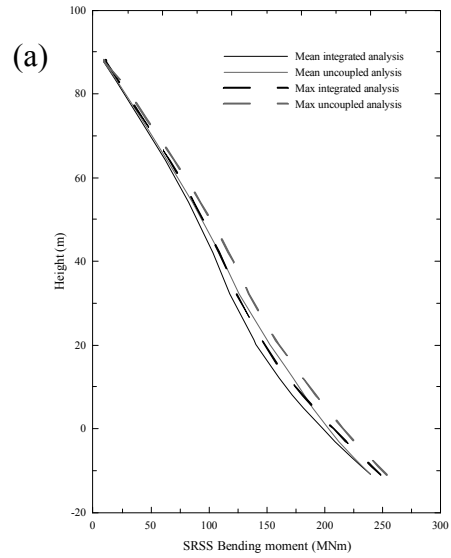 (a)
100
80
60
40
20
0
-20
Height (m)
Mean integrated analysis
Mean uncoupled anlysis
Max integrated analysis
Max uncoupled analysis
0 50 100 150 200 250 300
SRSS Bending moment (MNm)